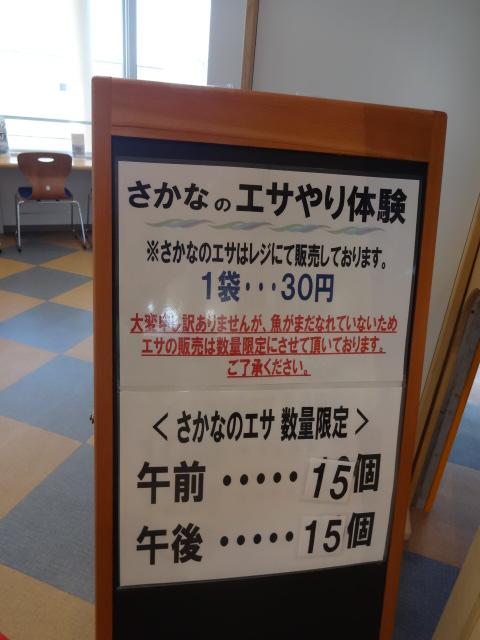 さかなのエサやり体験
※さかなのエサはレジにて販売しております。
1袋･･･30円
大変申し訳ありませんが、魚がまだなれていないため
エサの販売は数量限定にさせて頂いております。
ご了承ください。
＜さかなのエサ 数量限定＞
午前 ･････ 15個
午後 ･････ 15個